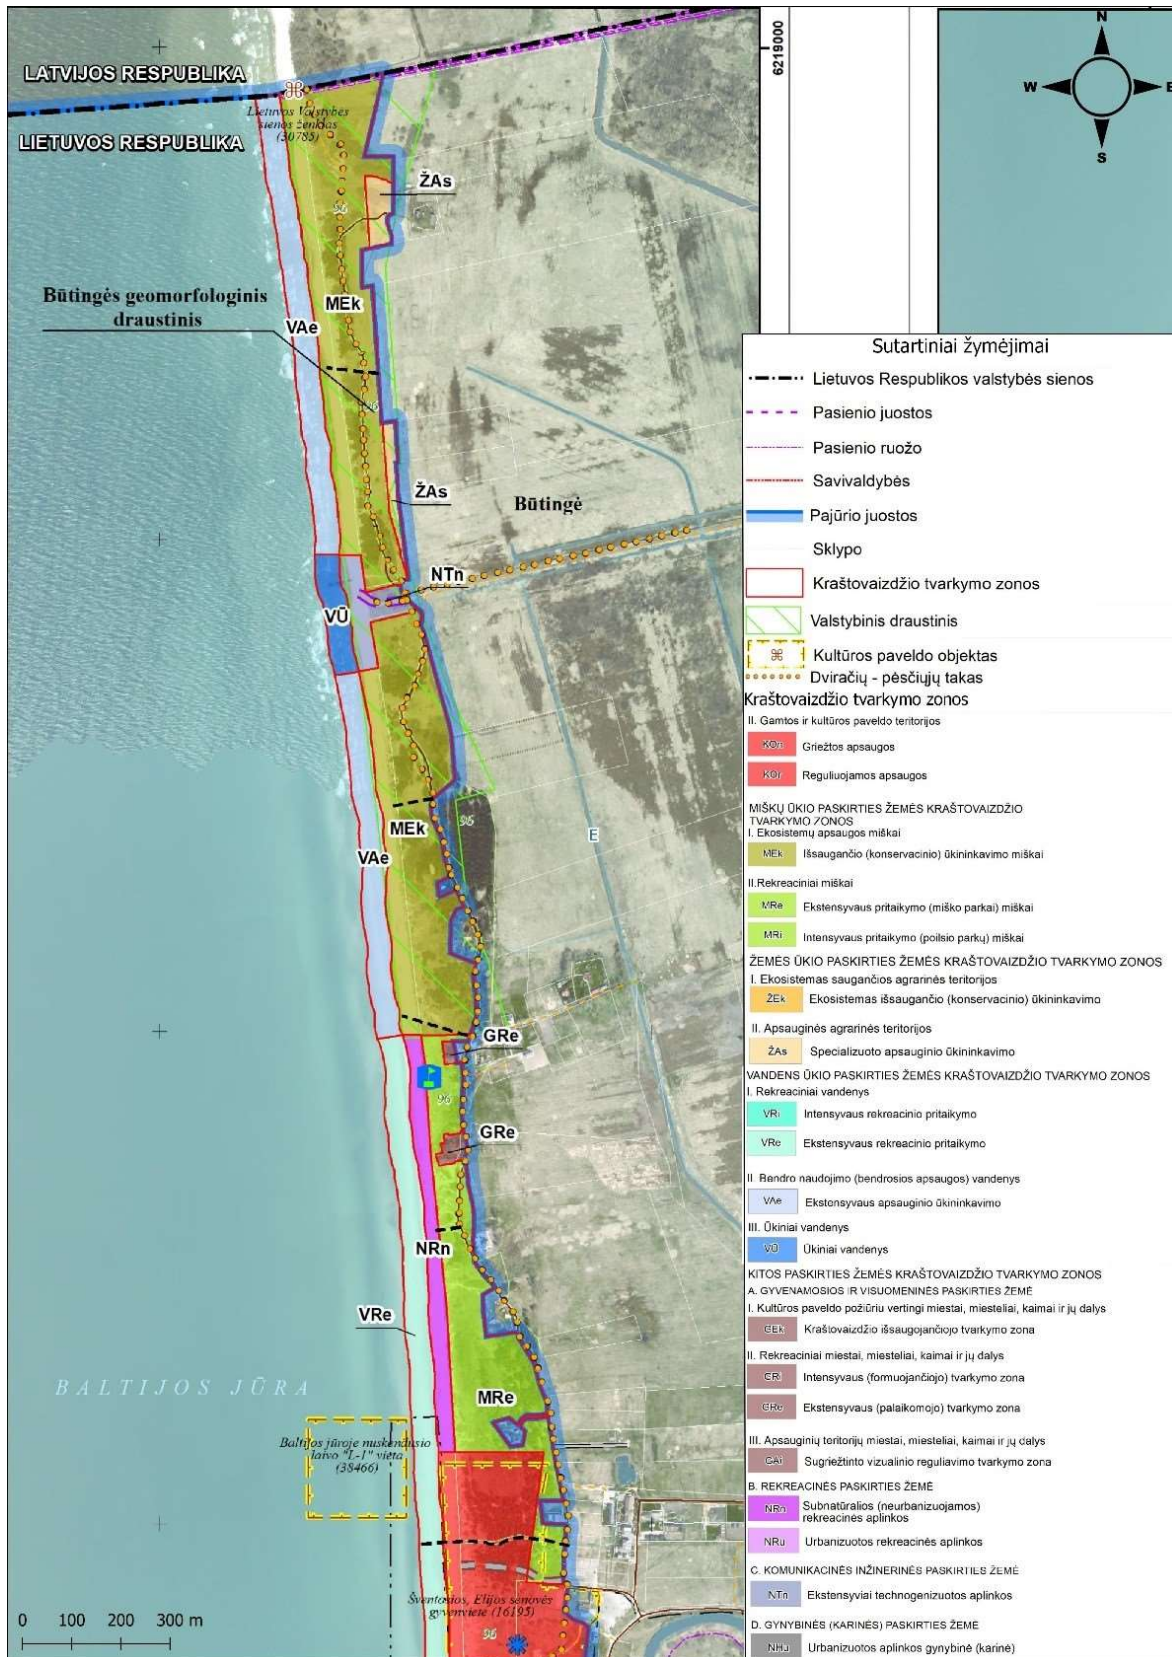 LATVIJOS RESPUBLIKA
LIETUVOS RESPUBLIKA
Lietuvos Valstybės
sienos ženklas
(30785)
ŽAs
96
MEk
Būtingės geomorfologinis
draustinis
VAe
96
ŽAs
Būtingė
NTn
VŪ
96
MEk
VAe
E
GRe
96
GRe
NRn
VRe
BALTIJOS JŪRA
MRe
Baltijos jūroje nuskendusio
laivo "L-1" vieta
(38466)
Šventosios, Elijos senovės
gyvenvietė (16195)
96
0 100 200 300 m
6219000
N
W E
S
Sutartiniai žymėjimai
Lietuvos Respublikos valstybės sienos
Pasienio juostos
Pasienio ruožo
Savivaldybės
Pajūrio juostos
Sklypo
Kraštovaizdžio tvarkymo zonos
Valstybinis draustinis
Kultūros paveldo objektas
Dviračių - pėsčiųjų takas
Kraštovaizdžio tvarkymo zonos
II. Gamtos ir kultūros paveldo teritorijos
KOn Griežtos apsaugos
KOr Reguliuojamos apsaugos
MIŠKŲ ŪKIO PASKIRTIES ŽEMĖS KRAŠTOVAIZDŽIO
TVARKYMO ZONOS
I. Ekosistemų apsaugos miškai
MEk Išsaugančio (konservacinio) ūkininkavimo miškai
II.Rekreaciniai miškai
MRe Ekstensyvaus pritaikymo (miško parkai) miškai
MRi Intensyvaus pritaikymo (poilsio parkų) miškai
ŽEMĖS ŪKIO PASKIRTIES ŽEMĖS KRAŠTOVAIZDŽIO TVARKYMO ZONOS
I. Ekosistemas saugančios agrarinės teritorijos
ŽEk Ekosistemas išsaugančio (konservacinio) ūkininkavimo
II. Apsauginės agrarinės teritorijos
ŽAs Specializuoto apsauginio ūkininkavimo
VANDENS ŪKIO PASKIRTIES ŽEMĖS KRAŠTOVAIZDŽIO TVARKYMO ZONOS
I. Rekreaciniai vandenys
VRi Intensyvaus rekreacinio pritaikymo
VRe Ekstensyvaus rekreacinio pritaikymo
II. Bendro naudojimo (bendrosios apsaugos) vandenys
VAe Ekstensyvaus apsauginio ūkininkavimo
III. Ūkiniai vandenys
VŪ Ūkiniai vandenys
KITOS PASKIRTIES ŽEMĖS KRAŠTOVAIZDŽIO TVARKYMO ZONOS
A. GYVENAMOSIOS IR VISUOMENINĖS PASKIRTIES ŽEMĖ
I. Kultūros paveldo požiūriu vertingi miestai, miesteliai, kaimai ir jų dalys
GEk Kraštovaizdžio išsaugojančiojo tvarkymo zona
II. Rekreaciniai miestai, miesteliai, kaimai ir jų dalys
GRi Intensyvaus (formuojančiojo) tvarkymo zona
GRe Ekstensyvaus (palaikomojo) tvarkymo zona
III. Apsauginių teritorijų miestai, miesteliai, kaimai ir jų dalys
GAi Sugriežtinto vizualinio reguliavimo tvarkymo zona
B. REKREACINĖS PASKIRTIES ŽEMĖ
NRn Subnatūralios (neurbanizuojamos)
rekreacinės aplinkos
NRu Urbanizuotos rekreacinės aplinkos
C. KOMUNIKACINĖS INŽINERINĖS PASKIRTIES ŽEMĖ
NTn Ekstensyviai technogenizuotos aplinkos
D. GYNYBINĖS (KARINĖS) PASKIRTIES ŽEMĖ
NHu Urbanizuotos aplinkos gynybinė (karinė)